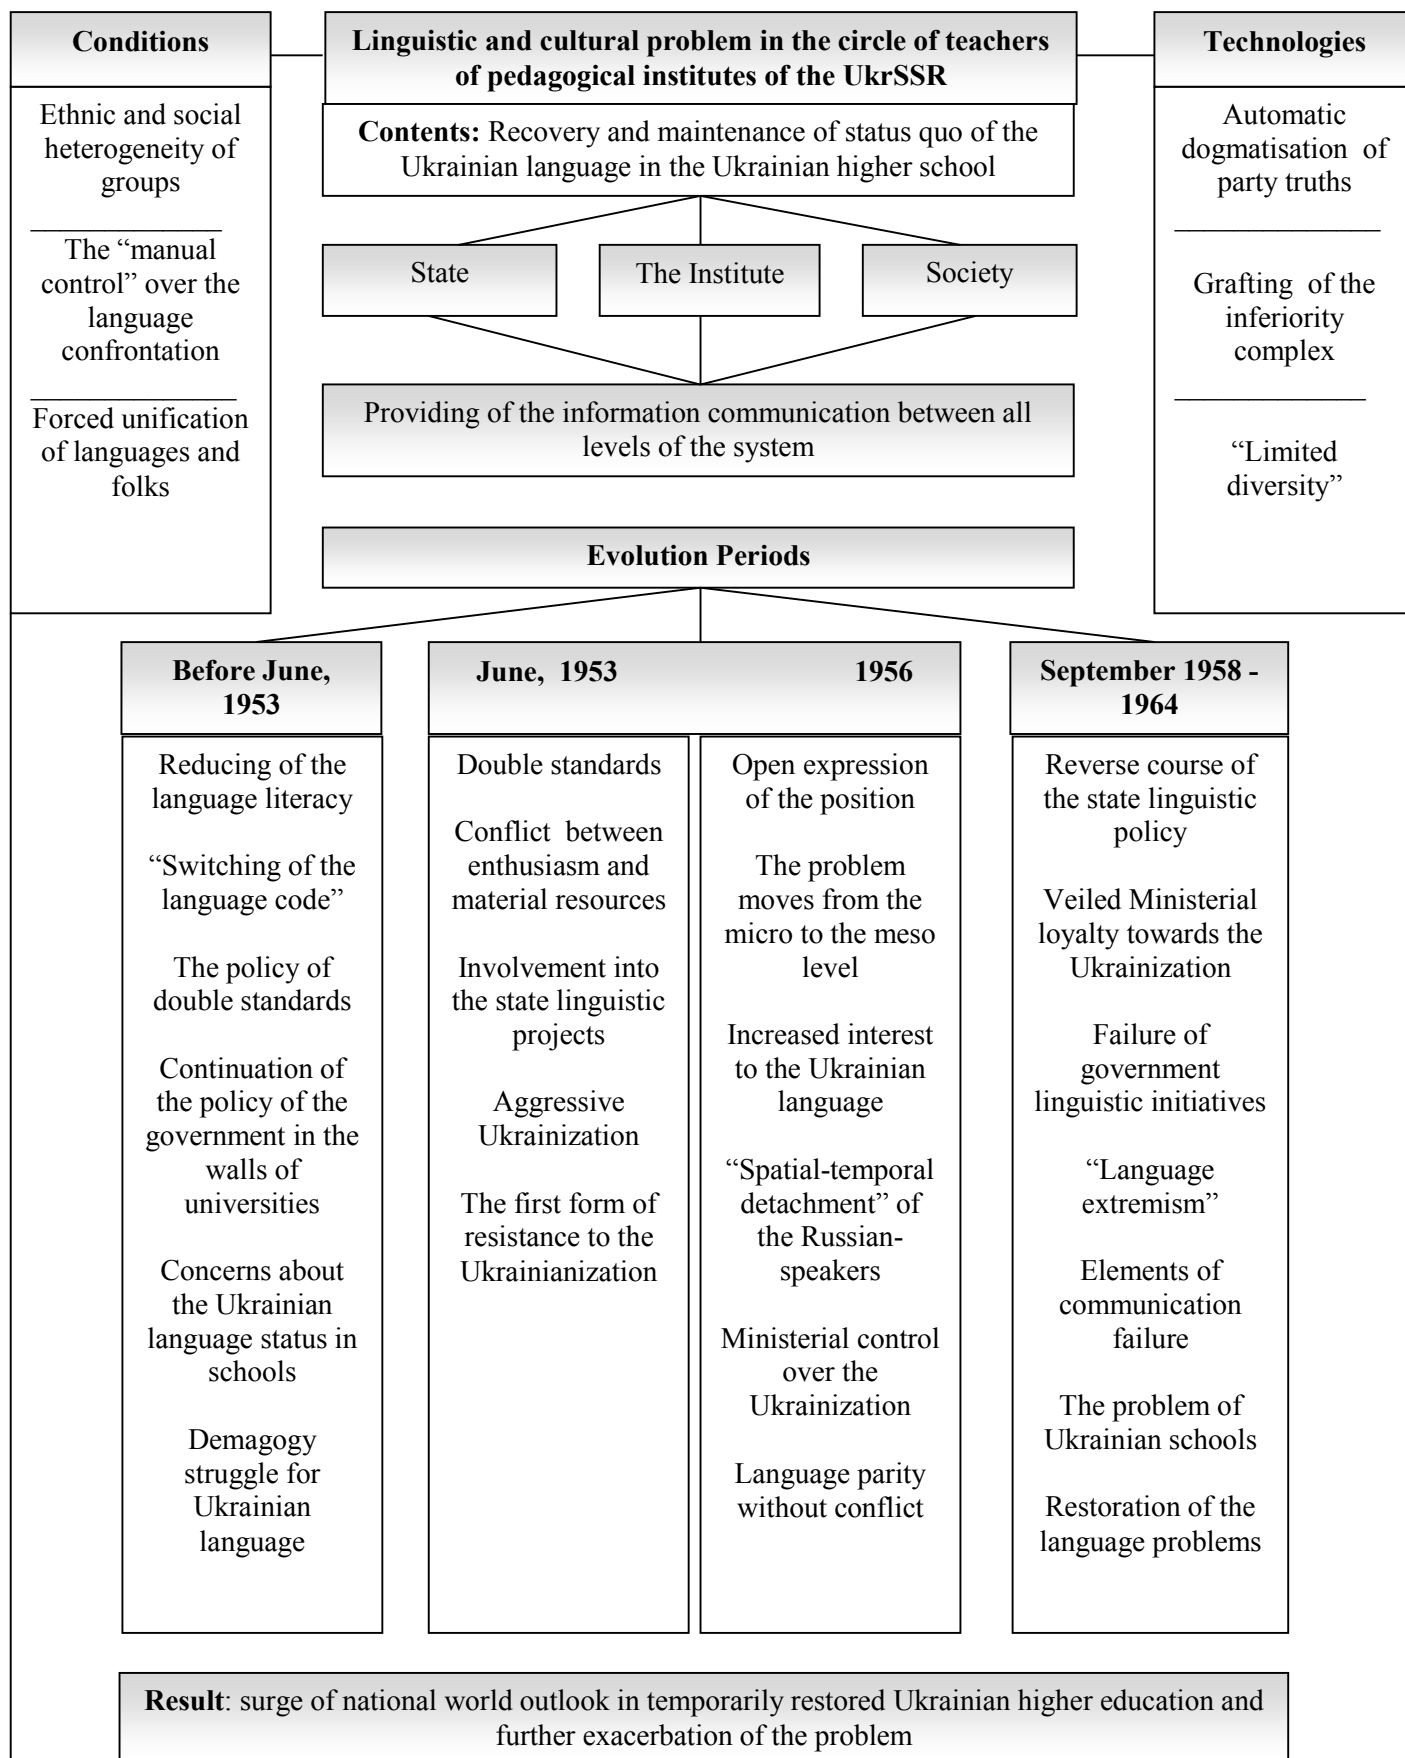 Conditions
Ethnic and social
heterogeneity of
groups
The “manual
control” over the
language
confrontation
Forced unification
of languages and
folks
Linguistic and cultural problem in the circle of teachers
of pedagogical institutes of the UkrSSR
Contents: Recovery and maintenance of status quo of the
Ukrainian language in the Ukrainian higher school
State
The Institute
Society
Providing of the information communication between all
levels of the system
Technologies
Automatic
dogmatisation of
party truths
Grafting of the
inferiority
complex
“Limited
diversity”
Evolution Periods
Before June,
1953
Reducing of the
language literacy
“Switching of the
language code”
The policy of
double standards
Continuation of
the policy of the
government in the
walls of
universities
Concerns about
the Ukrainian
language status in
schools
Demagogy
struggle for
Ukrainian
language
June, 1953 1956
Double standards
Conflict between
enthusiasm and
material resources
Involvement into
the state linguistic
projects
Aggressive
Ukrainization
The first form of
resistance to the
Ukrainianization
Open expression
of the position
The problem
moves from the
micro to the meso
level
Increased interest
to the Ukrainian
language
“Spatial-temporal
detachment” of
the Russian-
speakers
Ministerial control
over the
Ukrainization
Language parity
without conflict
September 1958 -
1964
Reverse course of
the state linguistic
policy
Veiled Ministerial
loyalty towards the
Ukrainization
Failure of
government
linguistic initiatives
“Language
extremism”
Elements of
communication
failure
The problem of
Ukrainian schools
Restoration of the
language problems
Result: surge of national world outlook in temporarily restored Ukrainian higher education and
further exacerbation of the problem